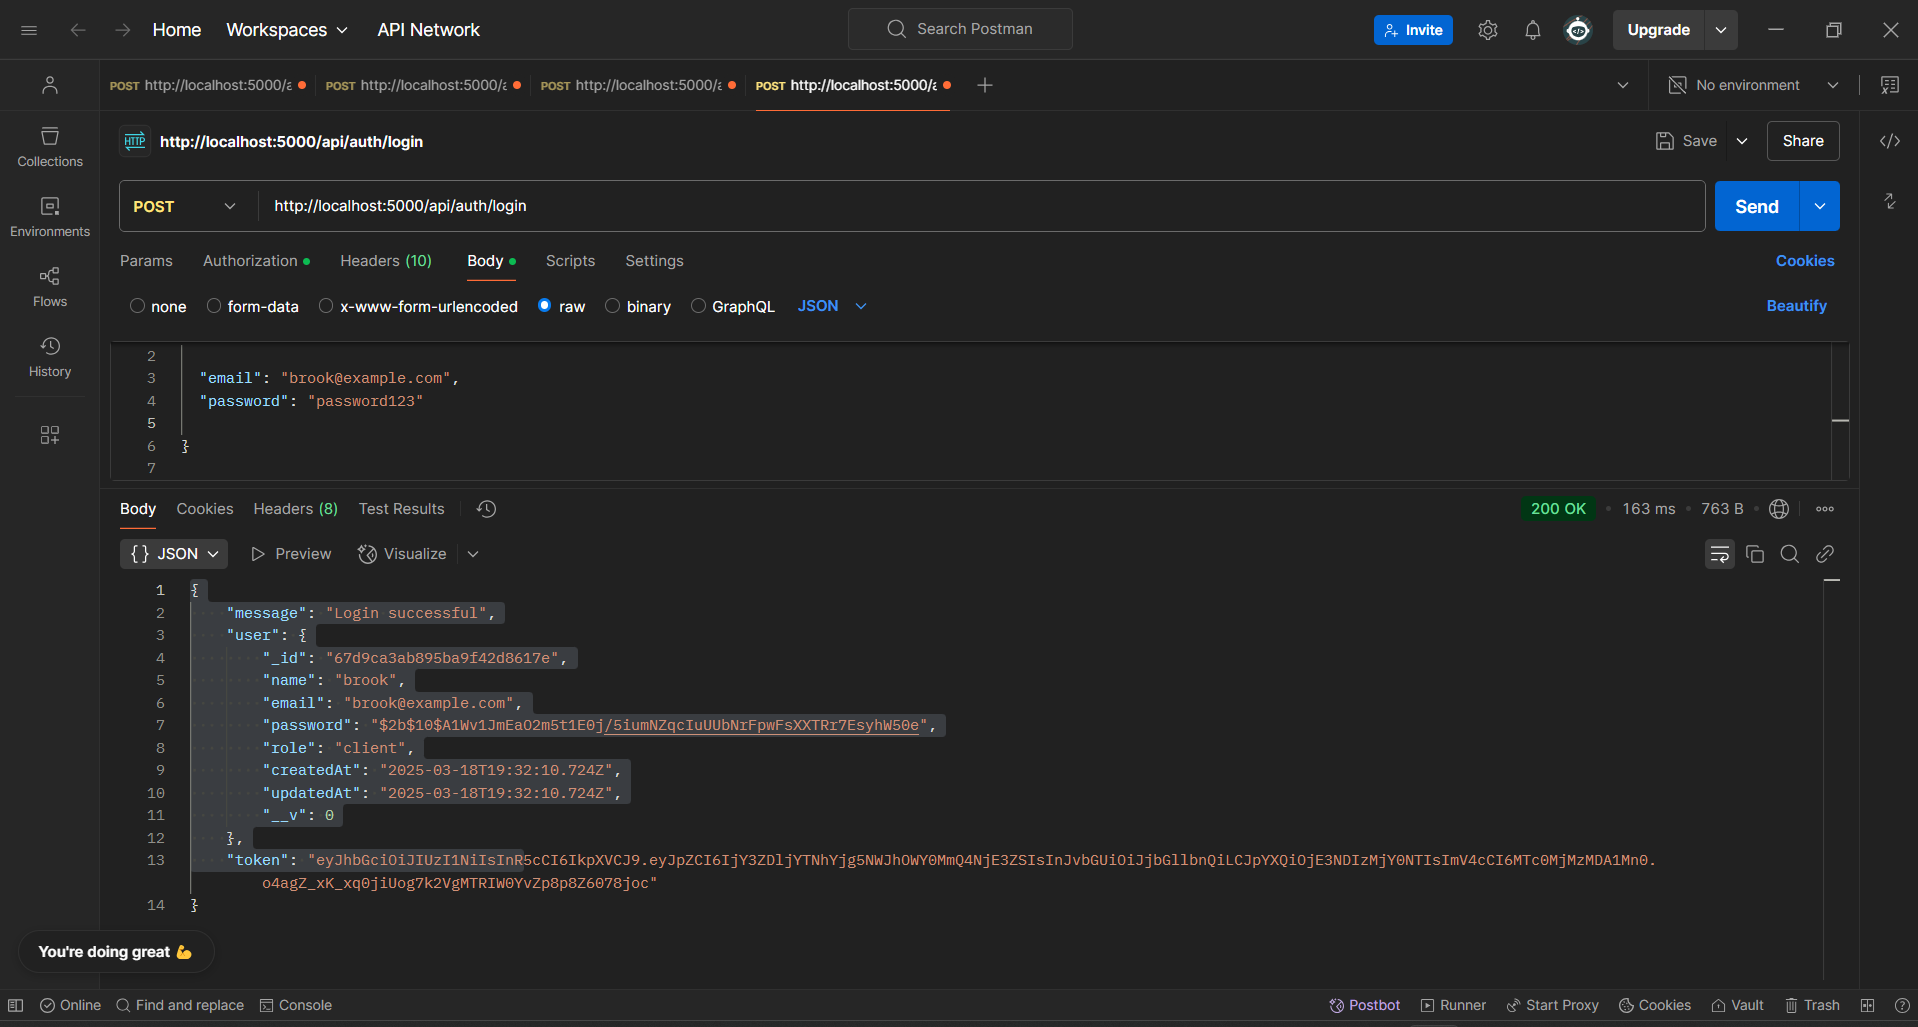 Home Workspaces API Network Search Postman Invite Upgrade
POST http://localhost:5000/a POST http://localhost:5000/a POST http://localhost:5000/a POST http://localhost:5000/a No environment
HTTP http://localhost:5000/api/auth/login Save Share
POST http://localhost:5000/api/auth/login Send
Params Authorization Headers (10) Body Scripts Settings Cookies
none form-data x-www-form-urlencoded raw binary GraphQL JSON Beautify
Collections
Environments
Flows
History
2
3 "email": "brook@example.com",
4 "password": "password123"
5
6 }
7
Body Cookies Headers (8) Test Results 200 OK • 163 ms • 763 B
{} JSON Preview Visualize
1 {
2 "message": "Login successful",
3 "user": {
4 "_id": "67d9ca3ab895ba9f42d8617e",
5 "name": "brook",
6 "email": "brook@example.com",
7 "password": "$2b$10$A1Wv1JmEaO2m5t1E0j/5iumNZqcIuUUbNrFpwFsXXTRr7EsyhW50e",
8 "role": "client",
9 "createdAt": "2025-03-18T19:32:10.724Z",
10 "updatedAt": "2025-03-18T19:32:10.724Z",
11 "__v": 0
12 },
13 "token": "eyJhbGciOiJIUzI1NiIsInR5cCI6IkpXVCJ9.eyJpZCI6IjY3ZDljYTNhYjg5NWJhOWY0MmQ4NjE3ZSIsInJvbGUiOiJjbGllbnQiLCJpYXQiOjE3NDIzMjY0NTIsImV4cCI6MTc0MjMzMDA1Mn0.
o4agZ_xK_xq0jiUog7k2VgMTRIW0YvZp8p8Z6078joc"
14 }
You're doing great 💪
Online Find and replace Console Postbot Runner Start Proxy Cookies Vault Trash